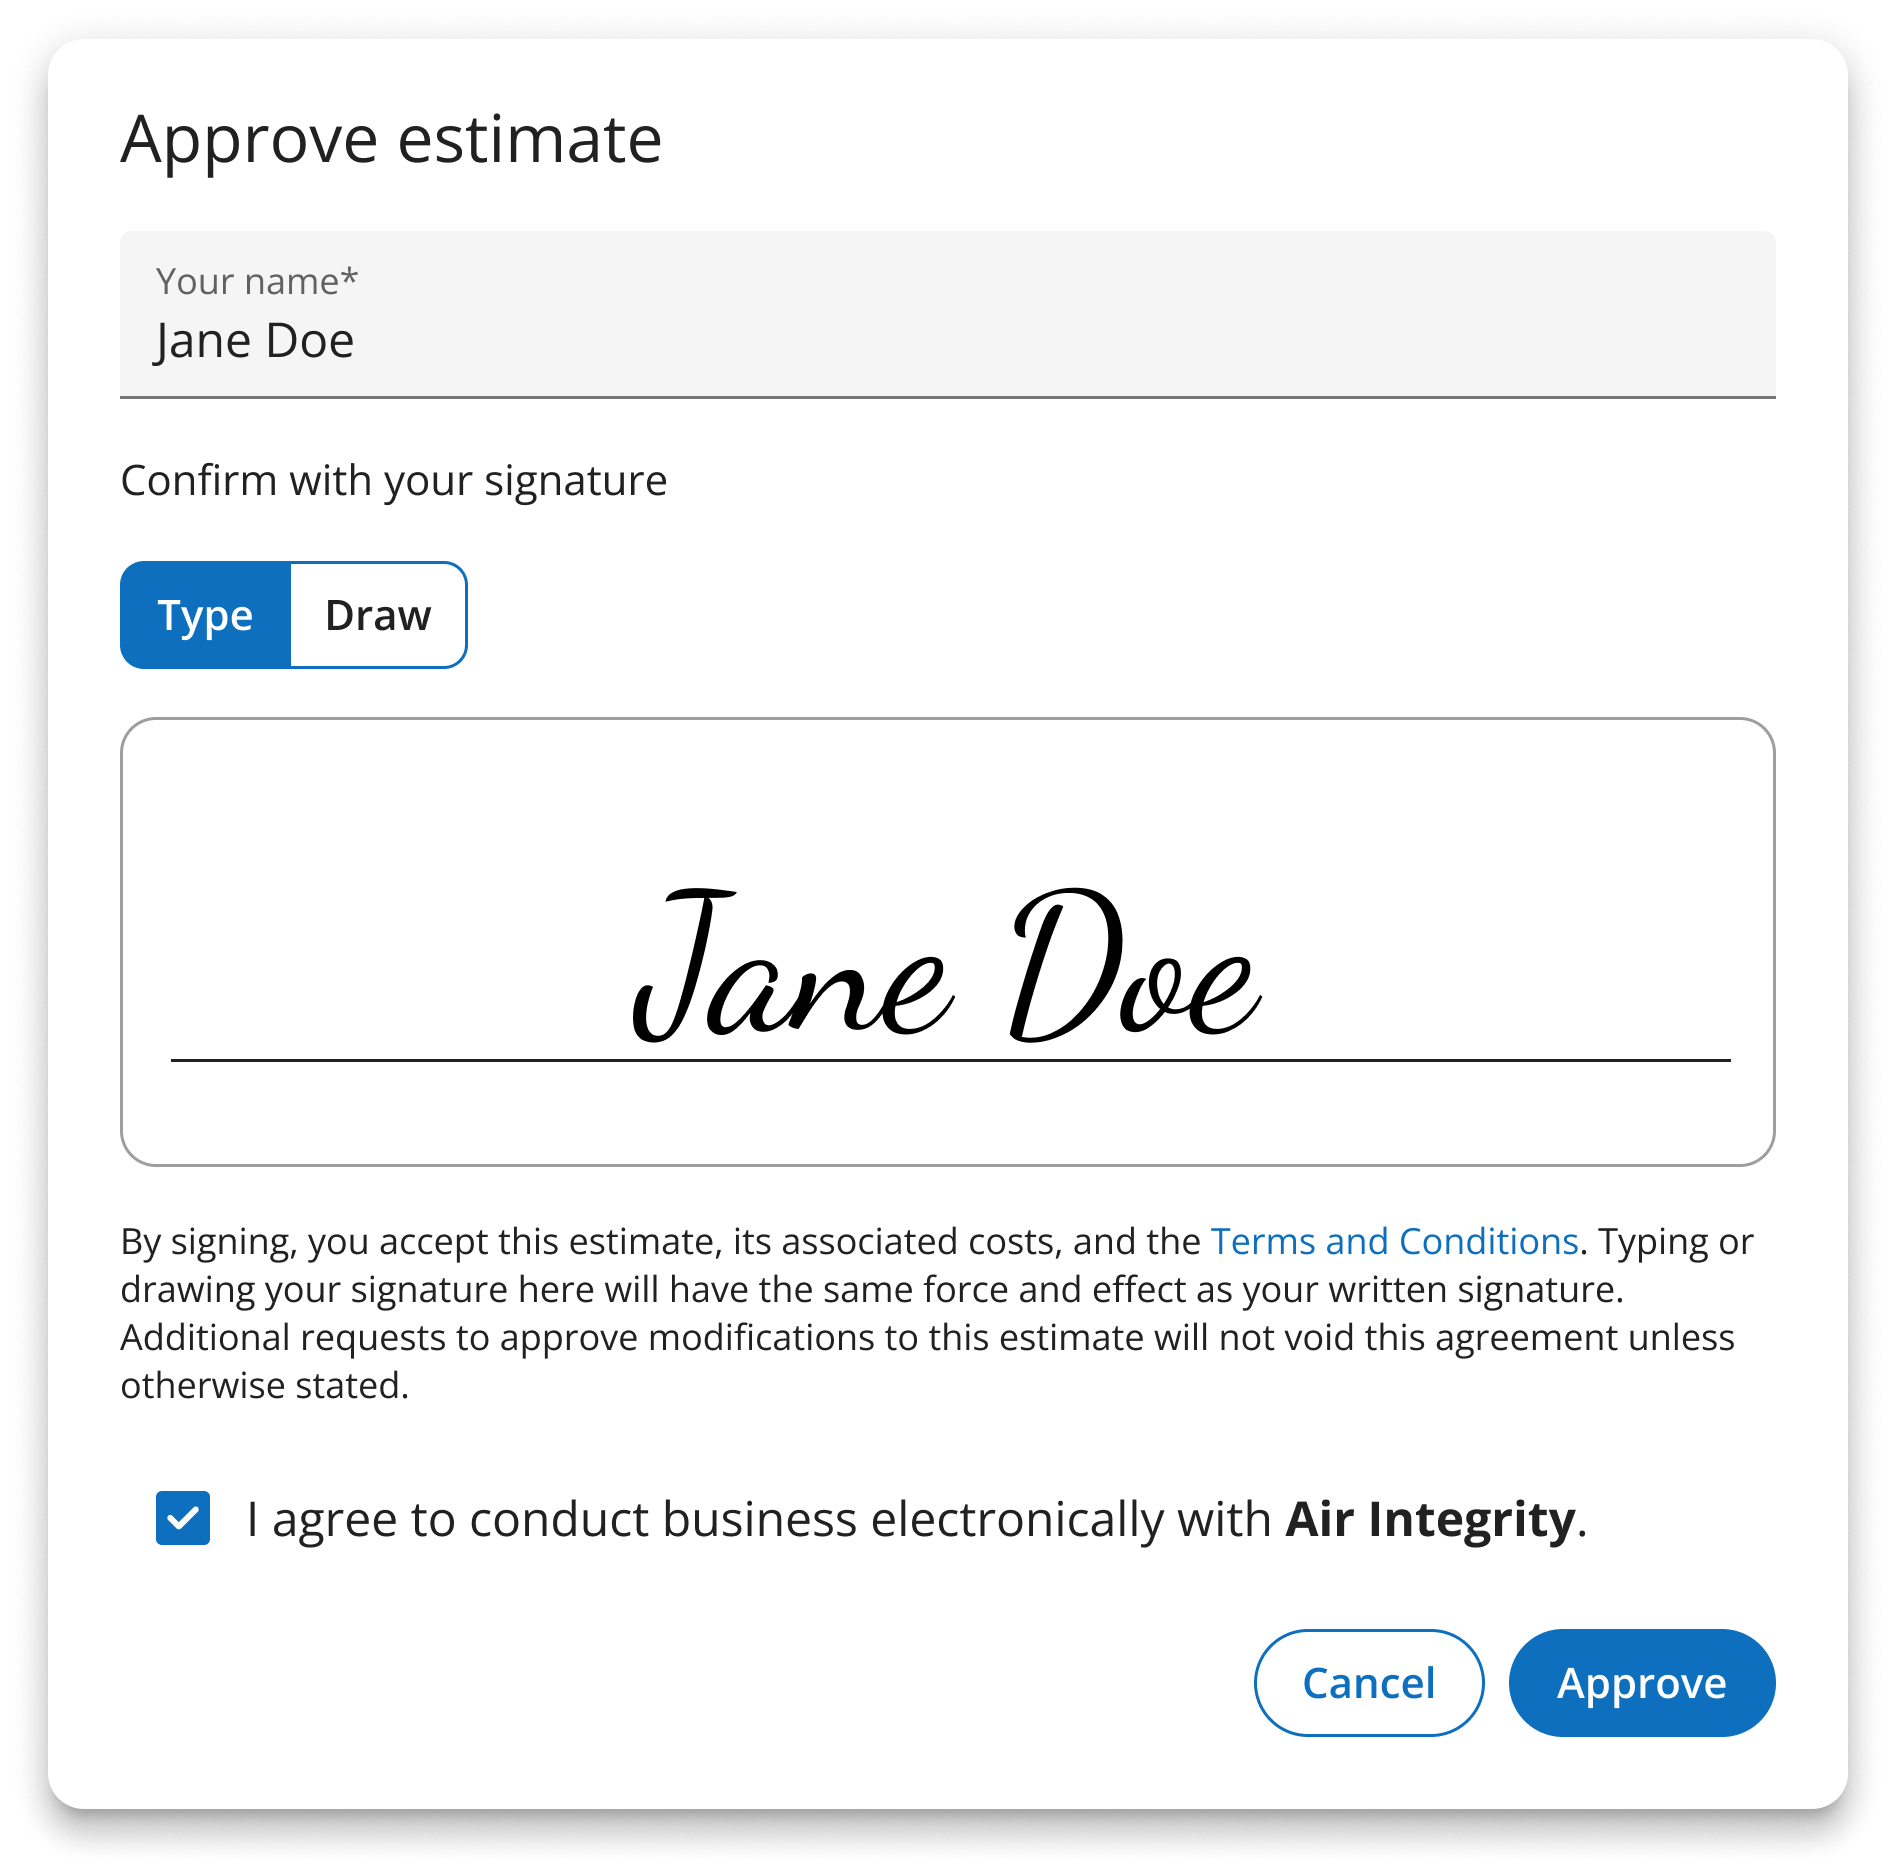 Approve estimate
Your name*
Jane Doe
Confirm with your signature
Type Draw
Jane Doe
By signing, you accept this estimate, its associated costs, and the Terms and Conditions. Typing or
drawing your signature here will have the same force and effect as your written signature.
Additional requests to approve modifications to this estimate will not void this agreement unless
otherwise stated.
I agree to conduct business electronically with Air Integrity.
Cancel Approve